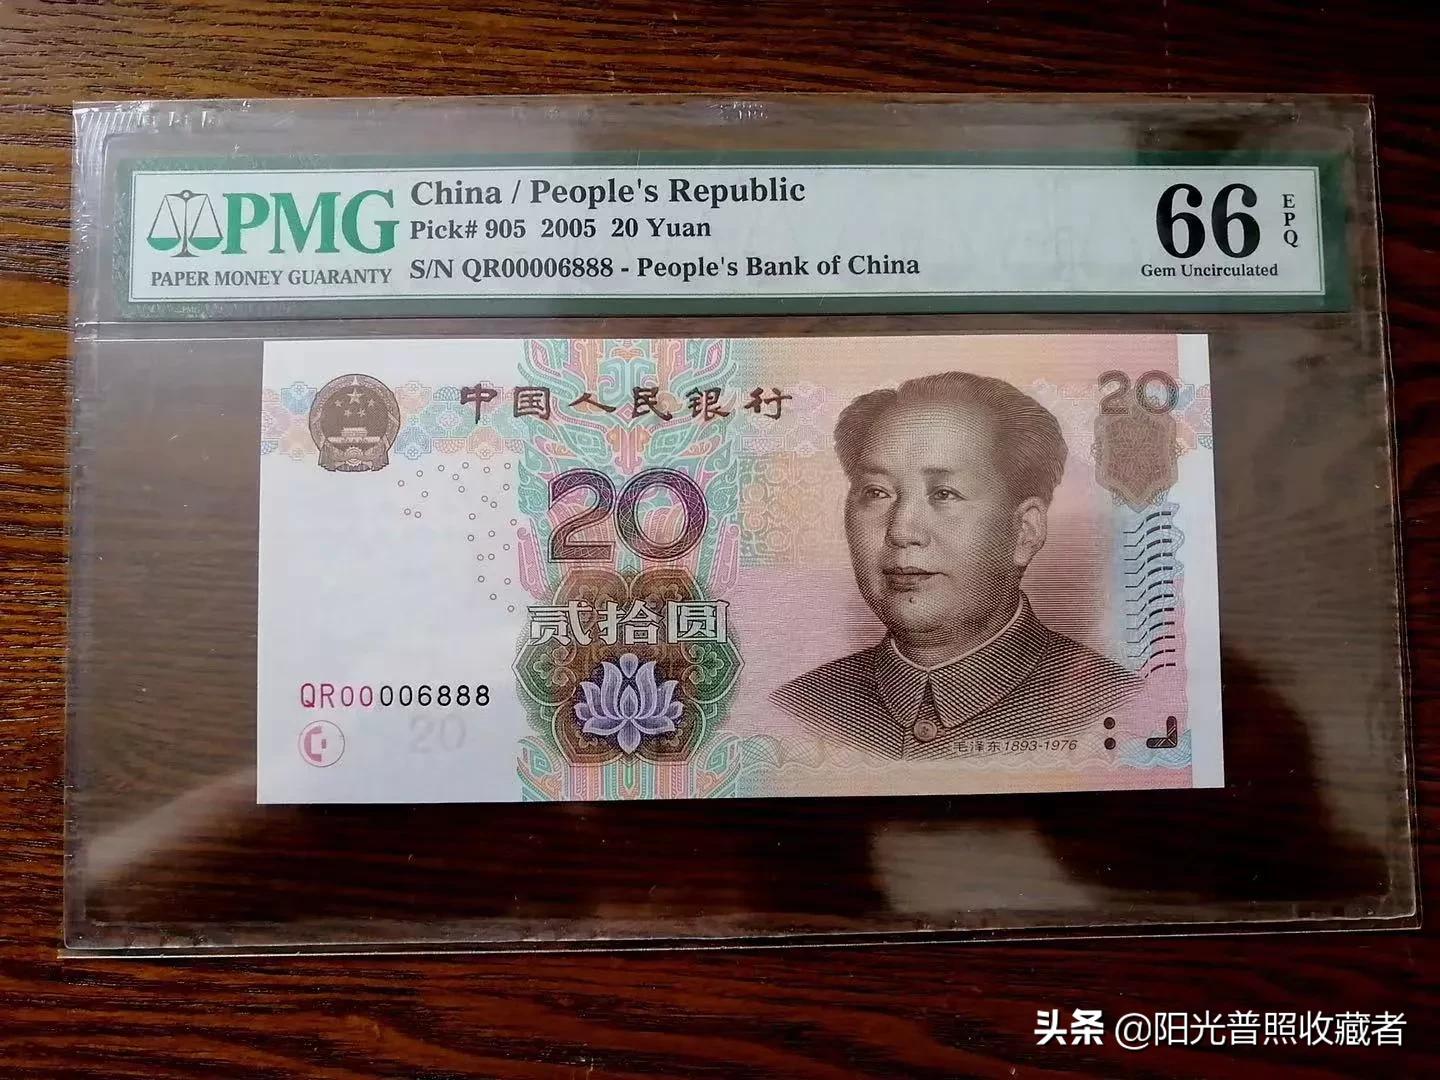 PMG
PAPER MONEY GUARANTY
China / People's Republic
Pick# 905 2005 20 Yuan
S/N QR00006888 - People's Bank of China
66
EPQ
Gem Uncirculated
中国人民银行
20
20
贰拾圆
QR00006888
20
毛泽东1893-1976
头条 @阳光普照收藏者